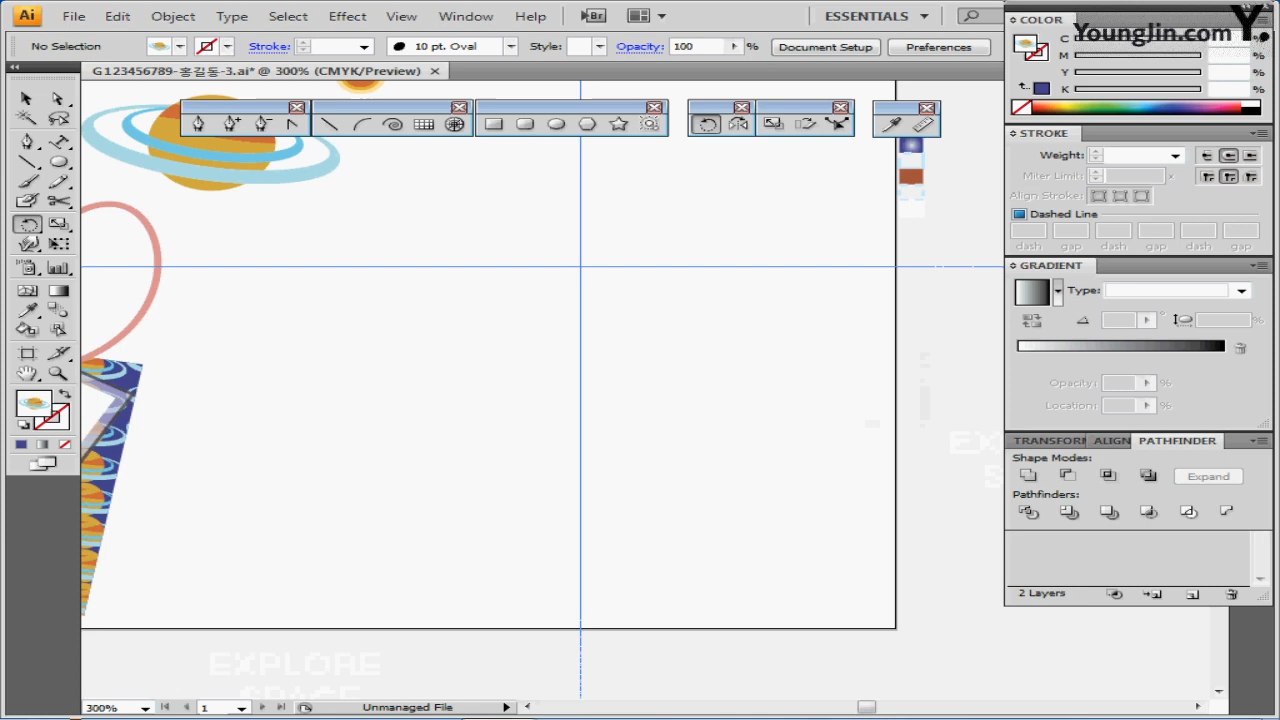 Ai File Edit Object Type Select Effect View Window Help Br ESSENTIALS
No Selection Stroke: 10 pt. Oval Style: Opacity: 100 % Document Setup Preferences
G123456789-홍길동-3.ai* @ 300% (CMYK/Preview)
COLOR
YoungJin.com Y.
C %
M %
Y %
K %
STROKE
Weight:
Miter Limit: x
Align Stroke:
Dashed Line
dash gap dash gap dash gap
GRADIENT
Type:
%
Opacity: %
Location: %
TRANSFORM ALIGN PATHFINDER
Shape Modes:
Expand
Pathfinders:
2 Layers
EXPLORE
SPACE
300% 1 Unmanaged File